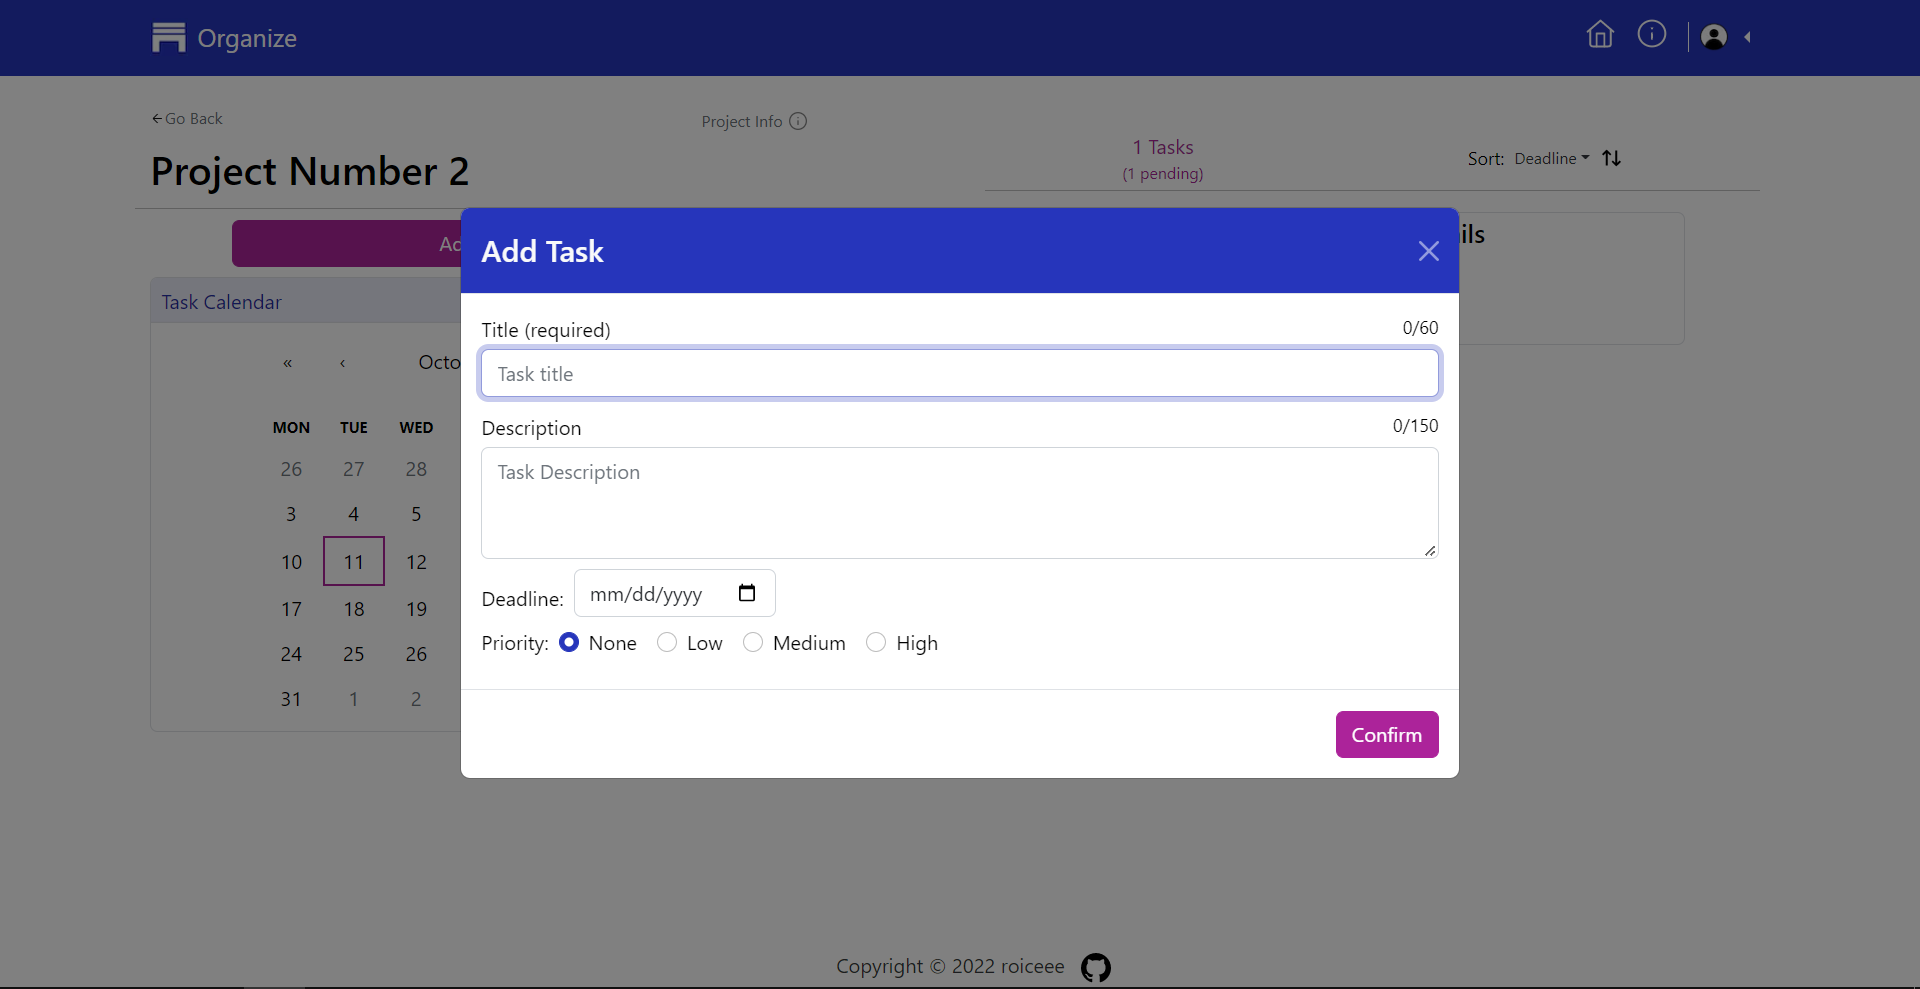 Organize
Go Back
Project Info
Project Number 2
1 Tasks
(1 pending)
Sort: Deadline
Task Calendar
« ‹
MON TUE WED
26 27 28
3 4 5
10 11 12
17 18 19
24 25 26
31 1 2
Add Task
Title (required) 0/60
Task title
Description 0/150
Task Description
Deadline: mm/dd/yyyy
Priority: None Low Medium High
Confirm
Copyright © 2022 roiceee